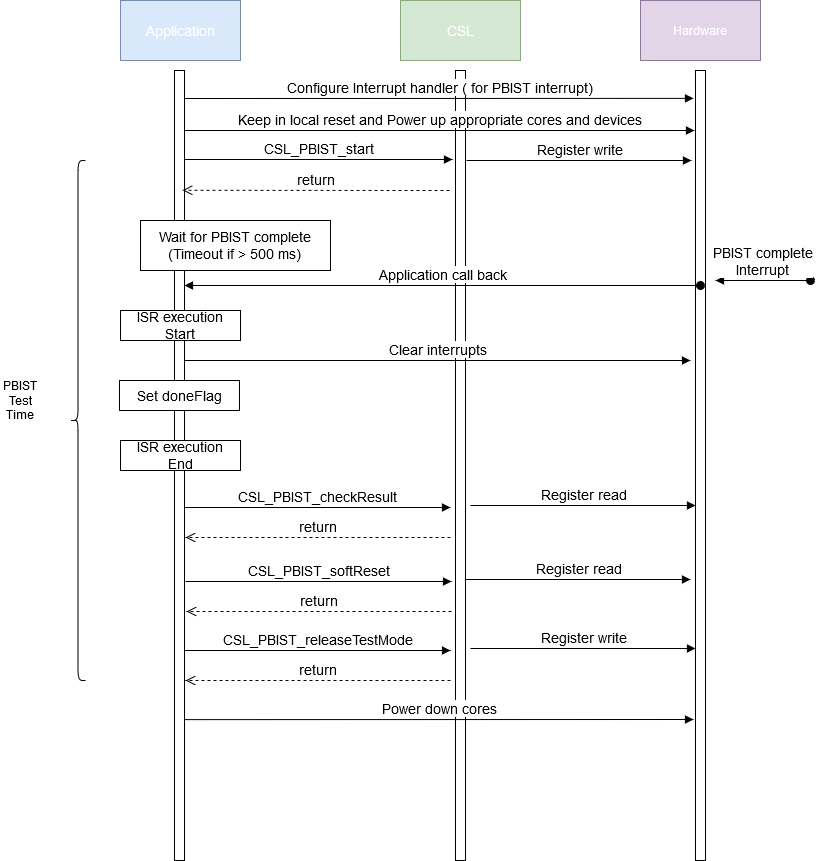 Application
CSL
Hardware
Configure Interrupt handler ( for PBIST interrupt)
Keep in local reset and Power up appropriate cores and devices
CSL_PBIST_start
Register write
return
Wait for PBIST complete
(Timeout if > 500 ms)
PBIST complete
Interrupt
Application call back
ISR execution
Start
Clear interrupts
PBIST
Test
Time
Set doneFlag
ISR execution
End
CSL_PBIST_checkResult
Register read
return
CSL_PBIST_softReset
Register read
return
CSL_PBIST_releaseTestMode
Register write
return
Power down cores